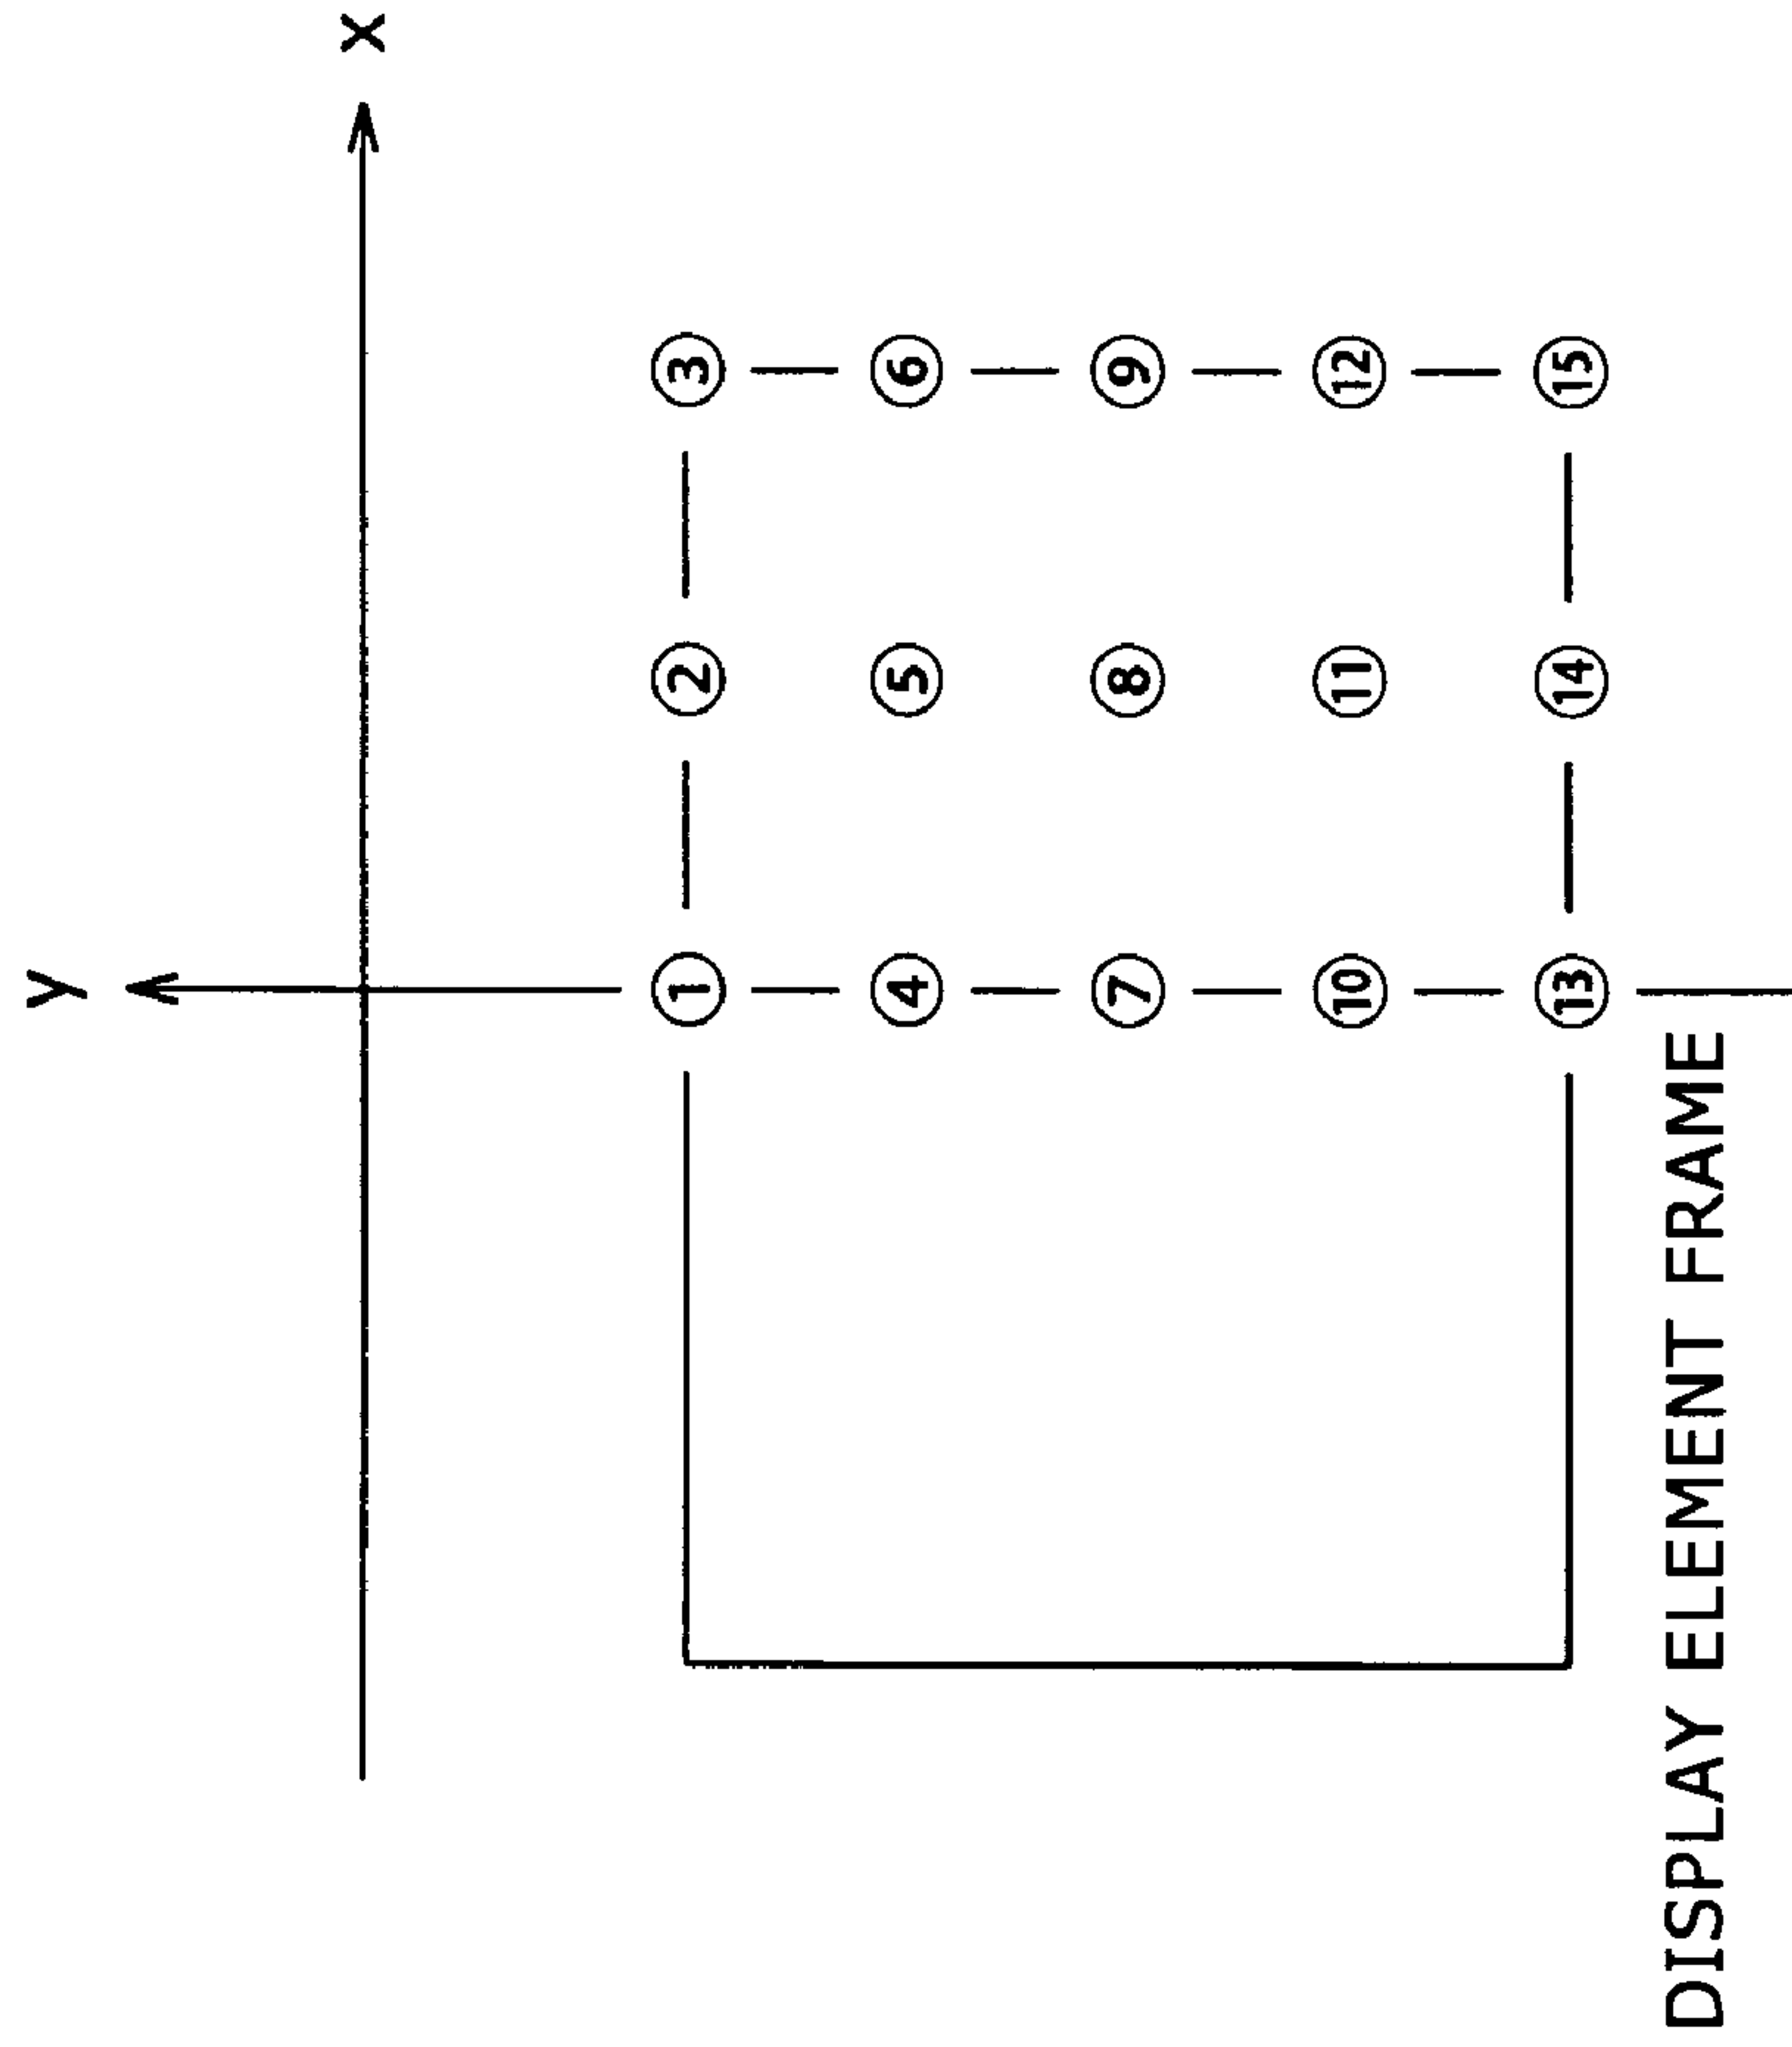 Y
X
① ② ③
④ ⑤ ⑥
⑦ ⑧ ⑨
⑩ ⑪ ⑫
⑬ ⑭ ⑮
DISPLAY ELEMENT FRAME